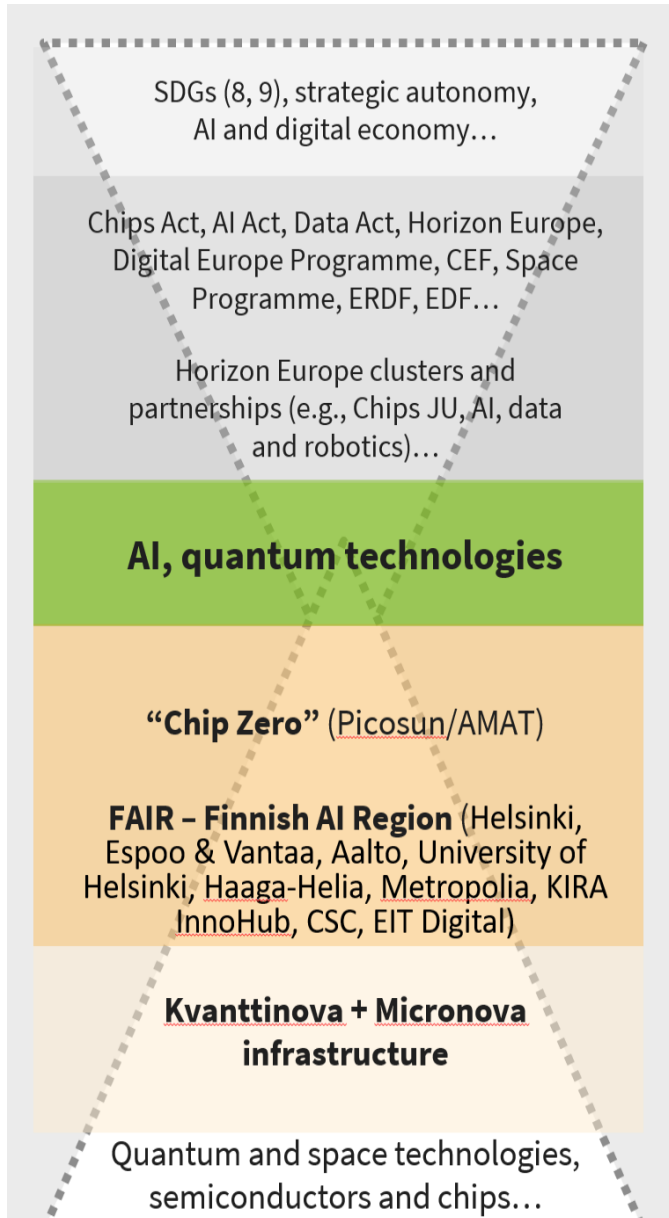 SDGs (8, 9), strategic autonomy,
AI and digital economy…
Chips Act, AI Act, Data Act, Horizon Europe,
Digital Europe Programme, CEF, Space
Programme, ERDF, EDF…
Horizon Europe clusters and
partnerships (e.g., Chips JU, AI, data
and robotics)…
AI, quantum technologies
“Chip Zero” (Picosun/AMAT)
FAIR – Finnish AI Region (Helsinki,
Espoo & Vantaa, Aalto, University of
Helsinki, Haaga-Helia, Metropolia, KIRA
InnoHub, CSC, EIT Digital)
Kvanttinova + Micronova
infrastructure
Quantum and space technologies,
semiconductors and chips…